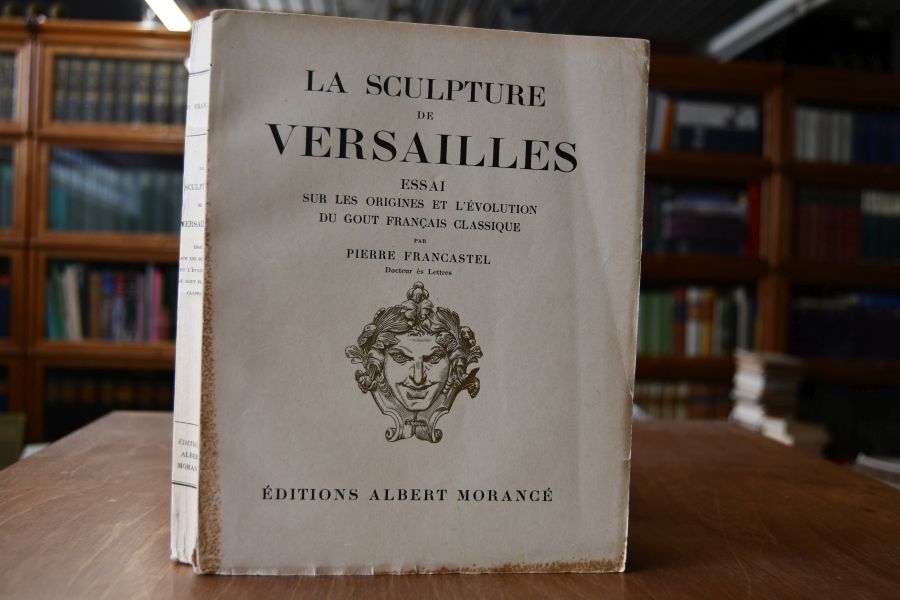 LA SCULPTURE
DE
VERSAILLES
ESSAI
SUR LES ORIGINES ET L'ÉVOLUTION
DU GOUT FRANÇAIS CLASSIQUE
PAR
PIERRE FRANCASTEL
Docteur ès Lettres
ÉDITIONS ALBERT MORANCÉ